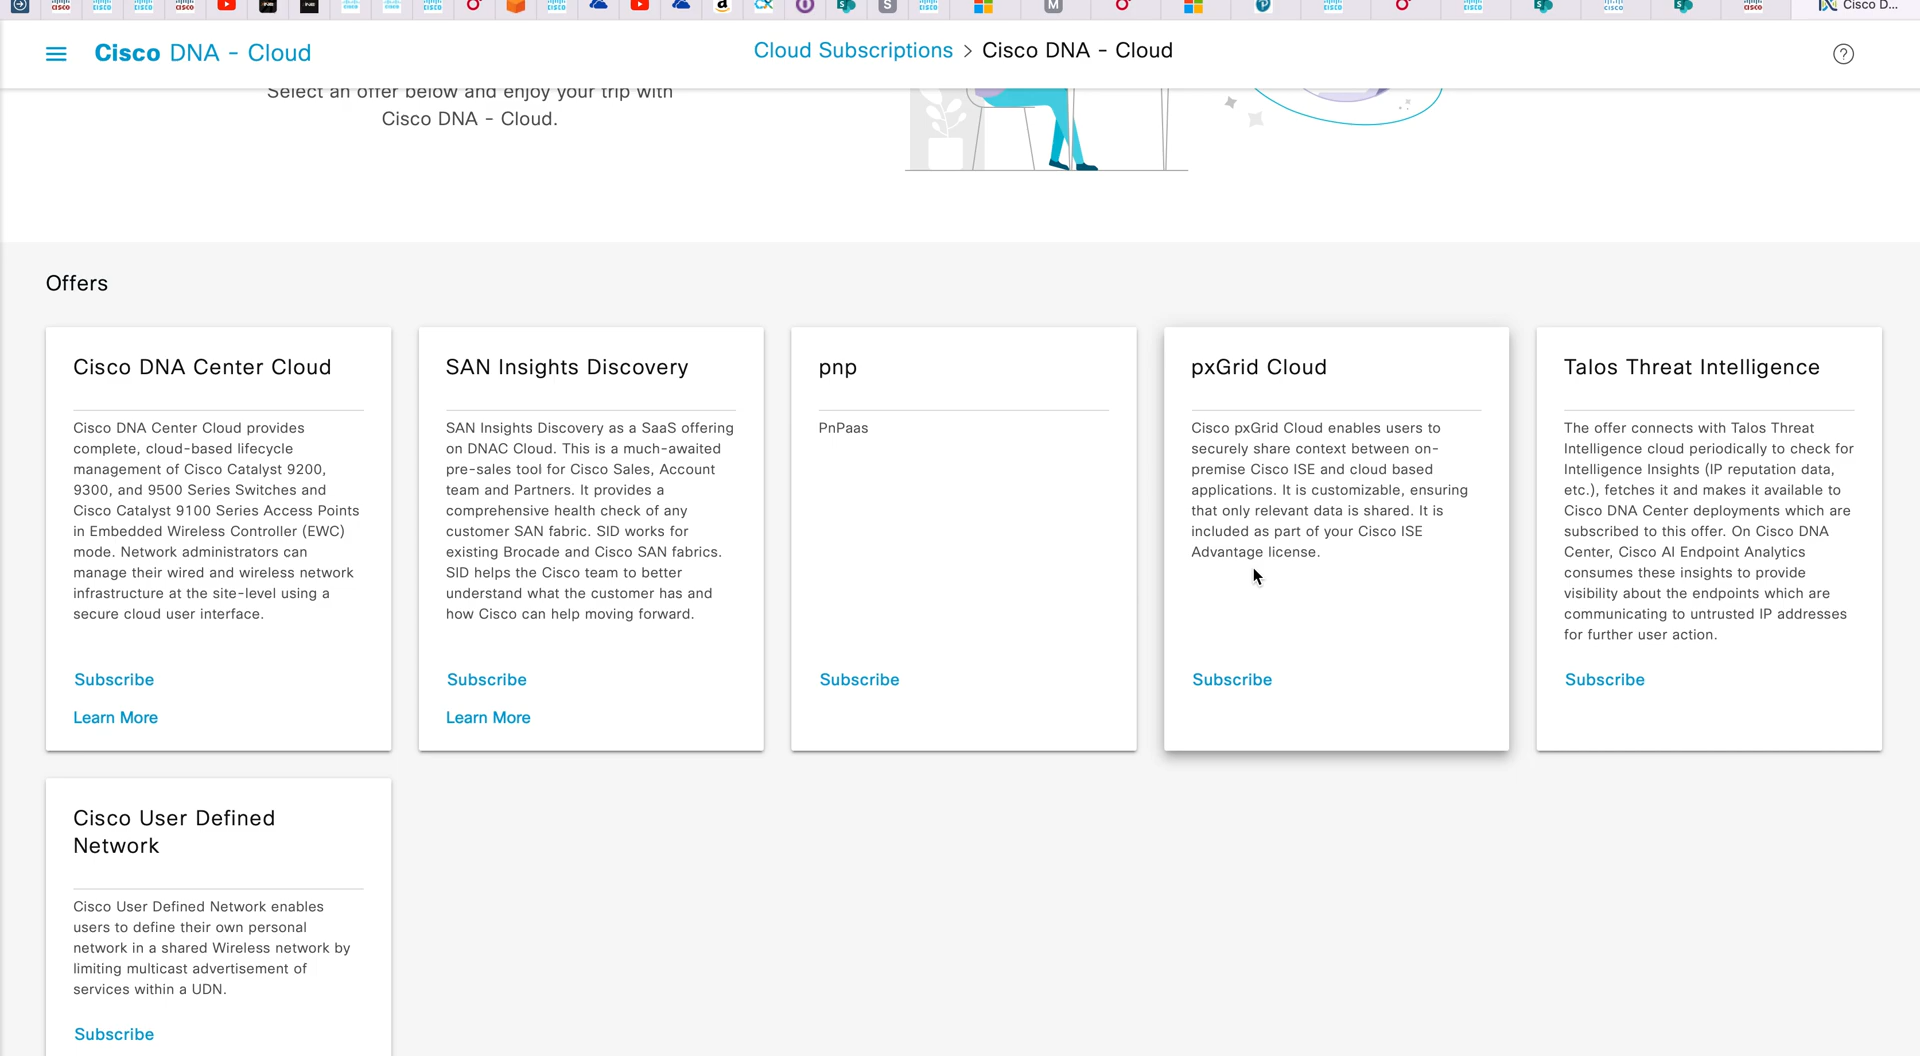 Cisco D...
Cisco DNA - Cloud
Cloud Subscriptions > Cisco DNA - Cloud
Select an offer below and enjoy your trip with
Cisco DNA - Cloud.
Offers
Cisco DNA Center Cloud
Cisco DNA Center Cloud provides
complete, cloud-based lifecycle
management of Cisco Catalyst 9200,
9300, and 9500 Series Switches and
Cisco Catalyst 9100 Series Access Points
in Embedded Wireless Controller (EWC)
mode. Network administrators can
manage their wired and wireless network
infrastructure at the site-level using a
secure cloud user interface.
Subscribe
Learn More
SAN Insights Discovery
SAN Insights Discovery as a SaaS offering
on DNAC Cloud. This is a much-awaited
pre-sales tool for Cisco Sales, Account
team and Partners. It provides a
comprehensive health check of any
customer SAN fabric. SID works for
existing Brocade and Cisco SAN fabrics.
SID helps the Cisco team to better
understand what the customer has and
how Cisco can help moving forward.
Subscribe
Learn More
pnp
PnPaas
Subscribe
pxGrid Cloud
Cisco pxGrid Cloud enables users to
securely share context between on-
premise Cisco ISE and cloud based
applications. It is customizable, ensuring
that only relevant data is shared. It is
included as part of your Cisco ISE
Advantage license.
Subscribe
Talos Threat Intelligence
The offer connects with Talos Threat
Intelligence cloud periodically to check for
Intelligence Insights (IP reputation data,
etc.), fetches it and makes it available to
Cisco DNA Center deployments which are
subscribed to this offer. On Cisco DNA
Center, Cisco AI Endpoint Analytics
consumes these insights to provide
visibility about the endpoints which are
communicating to untrusted IP addresses
for further user action.
Subscribe
Cisco User Defined
Network
Cisco User Defined Network enables
users to define their own personal
network in a shared Wireless network by
limiting multicast advertisement of
services within a UDN.
Subscribe